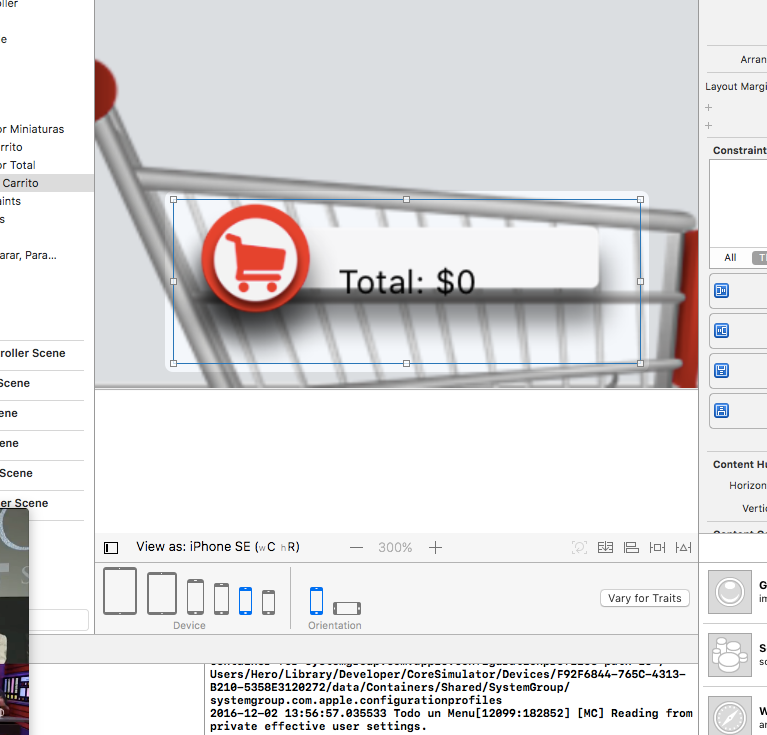 e
or Miniaturas
rrito
or Total
Carrito
aints
s
arar, Para...
roller Scene
Scene
ene
ene
Scene
er Scene
Total: $0
View as: iPhone SE (wC hR)
300%
Device
Orientation
Vary for Traits
Arran
Layout Margi
Constraint
All
Content Hu
Horizon
Vertic
G
in
S
sc
W
ar
Users/Hero/Library/Developer/CoreSimulator/Devices/F92F6844-765C-4313-
B210-5358E3120272/data/Containers/Shared/SystemGroup/
systemgroup.com.apple.configurationprofiles
2016-12-02 13:56:57.035533 Todo un Menu[12099:182852] [MC] Reading from
private effective user settings.